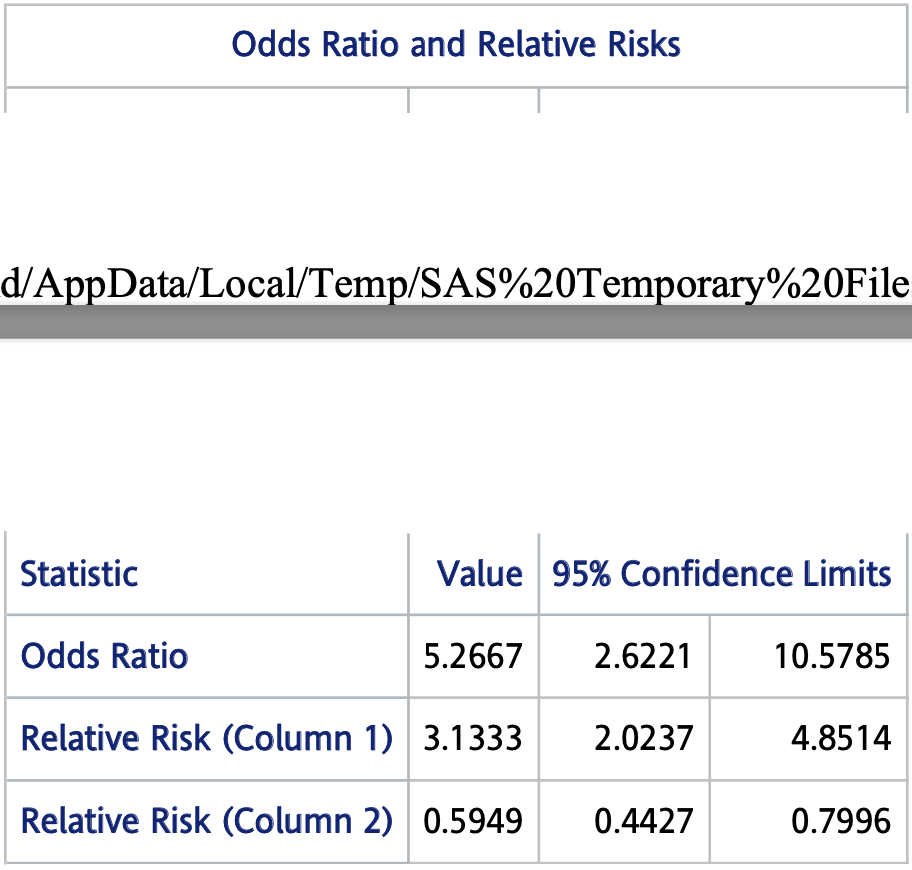 Odds Ratio and Relative Risks
d/AppData/Local/Temp/SAS%20Temporary%20File
Statistic Value 95% Confidence Limits
Odds Ratio 5.2667 2.6221 10.5785
Relative Risk (Column 1) 3.1333 2.0237 4.8514
Relative Risk (Column 2) 0.5949 0.4427 0.7996